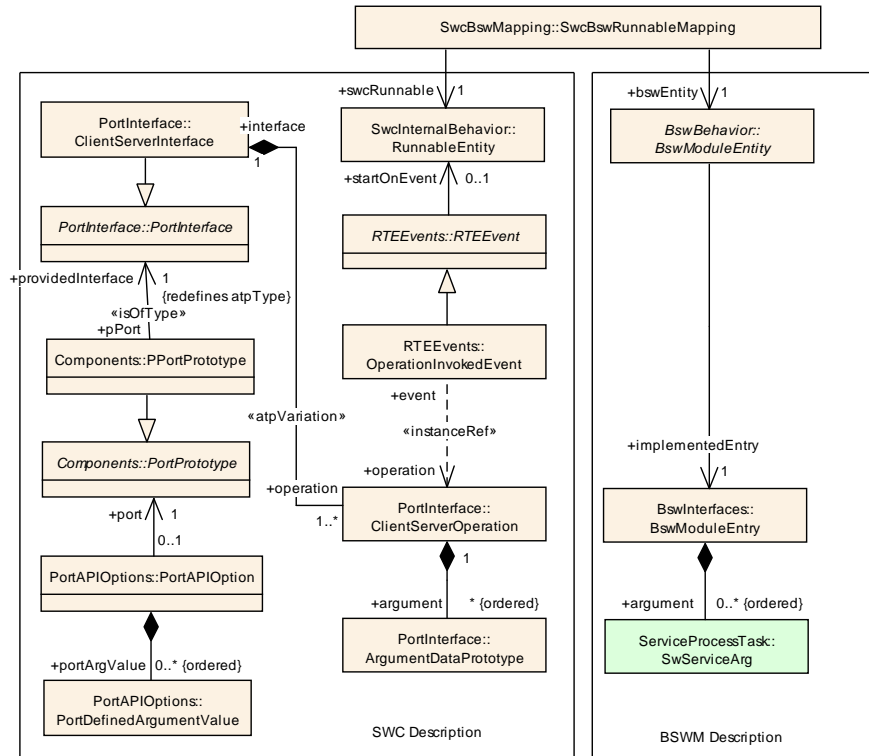 SwcBswMapping::SwcBswRunnableMapping
+swcRunnable 1
+bswEntity 1
PortInterface::
ClientServerInterface
+interface
1
SwcInternalBehavior::
RunnableEntity
BswBehavior::
BswModuleEntity
+startOnEvent 0..1
PortInterface::PortInterface
RTEEvents::RTEEvent
+providedInterface 1
{redefines atpType}
«isOfType»
+pPort
Components::PPortPrototype
RTEEvents::
OperationInvokedEvent
+event
«atpVariation»
«instanceRef»
+implementedEntry
1
Components::PortPrototype
+operation
+operation
1..*
PortInterface::
ClientServerOperation
BswInterfaces::
BswModuleEntry
+port 1
0..1
1
PortAPIOptions::PortAPIOption
+argument * {ordered}
+argument 0..* {ordered}
PortInterface::
ArgumentDataPrototype
ServiceProcessTask::
SwServiceArg
+portArgValue 0..* {ordered}
PortAPIOptions::
PortDefinedArgumentValue
SWC Description
BSWM Description